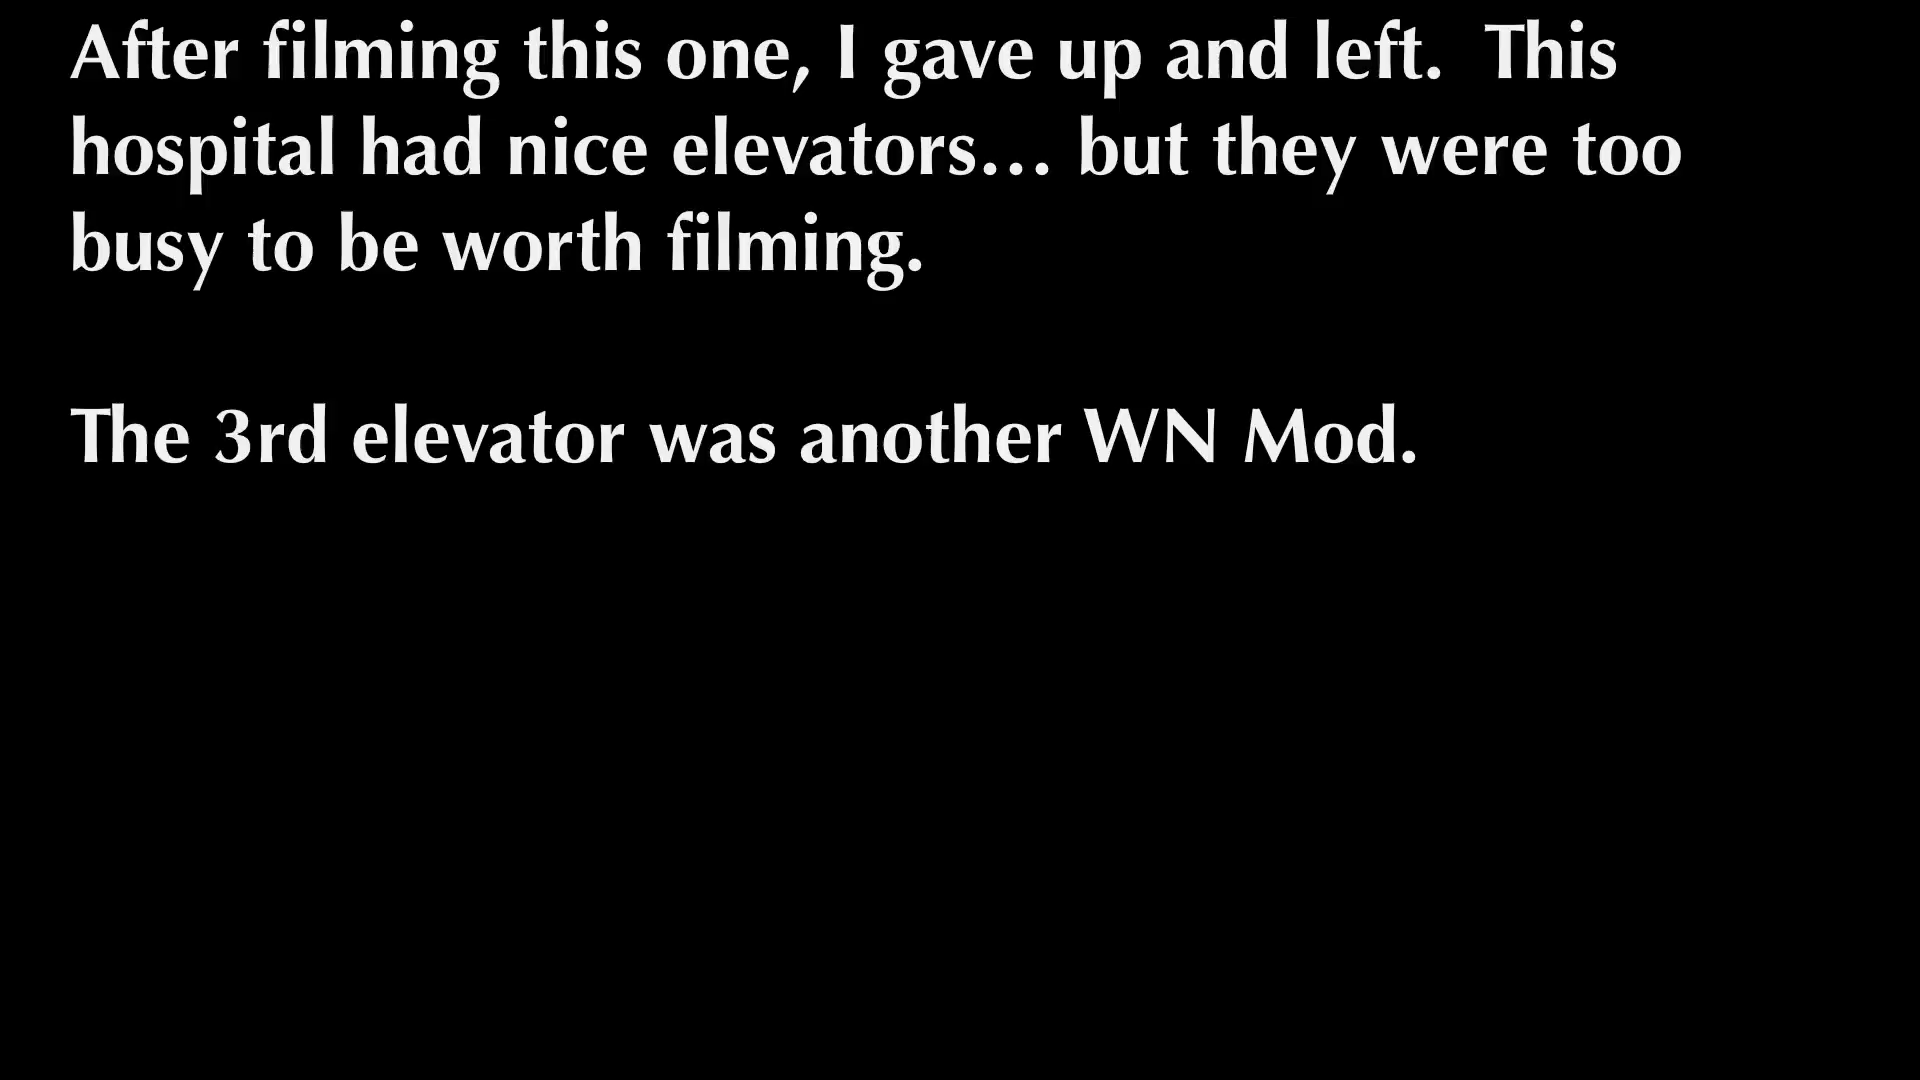 After filming this one, I gave up and left.  This
hospital had nice elevators… but they were too
busy to be worth filming.
The 3rd elevator was another WN Mod.